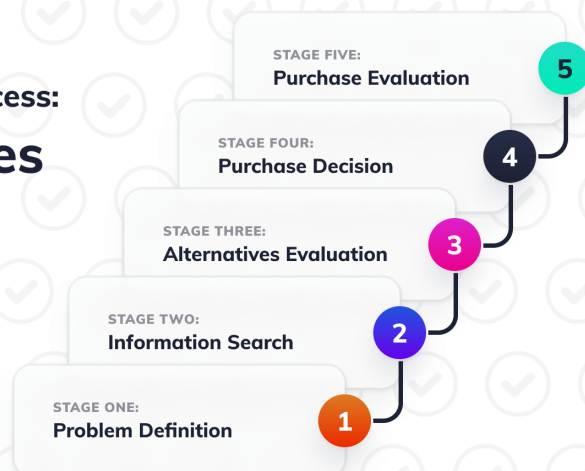 cess:
es
STAGE FIVE:
Purchase Evaluation
5
STAGE FOUR:
Purchase Decision
4
STAGE THREE:
Alternatives Evaluation
3
STAGE TWO:
Information Search
2
STAGE ONE:
Problem Definition
1